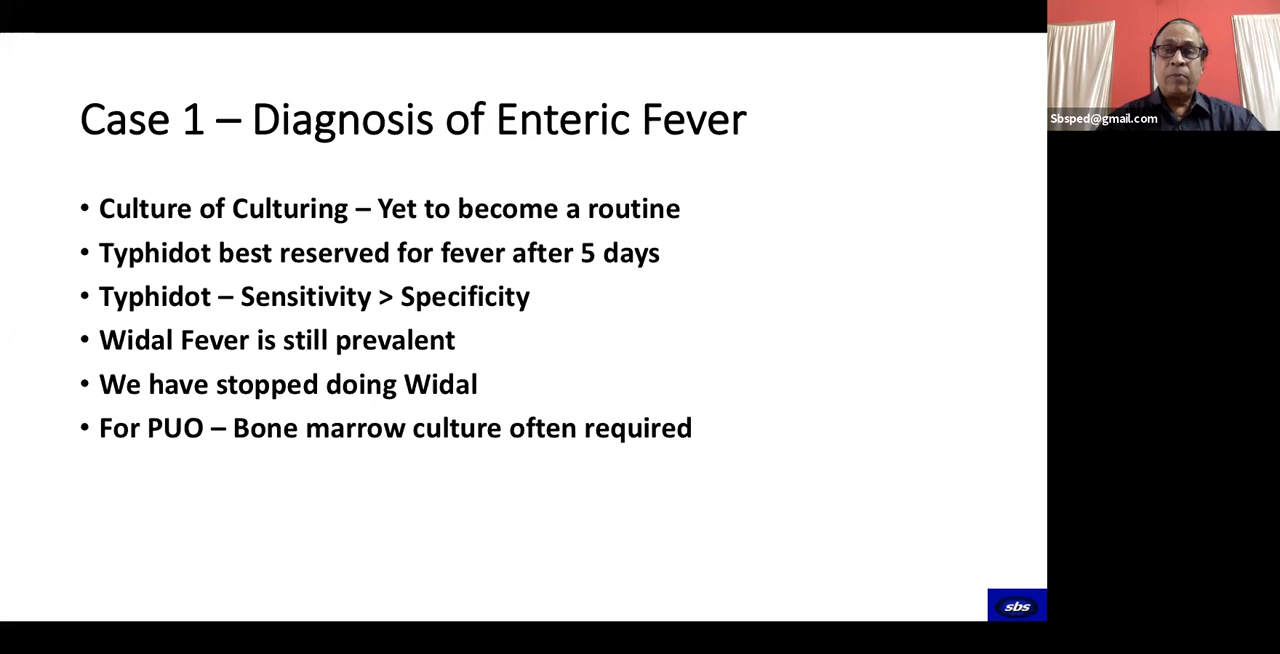 Case 1 – Diagnosis of Enteric Fever
• Culture of Culturing – Yet to become a routine
• Typhidot best reserved for fever after 5 days
• Typhidot – Sensitivity > Specificity
• Widal Fever is still prevalent
• We have stopped doing Widal
• For PUO – Bone marrow culture often required
sbs
Sbsped@gmail.com